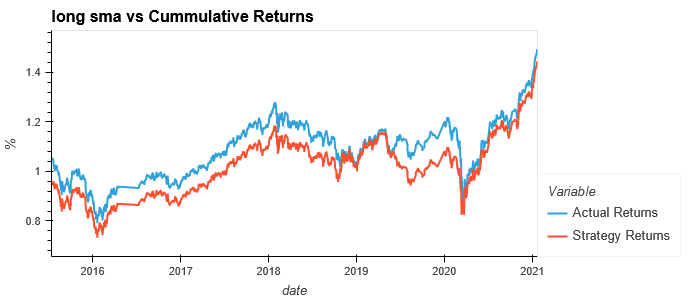 long sma vs Cummulative Returns
%
1.4
1.2
1
0.8
2016 2017 2018 2019 2020 2021
date
Variable
Actual Returns
Strategy Returns